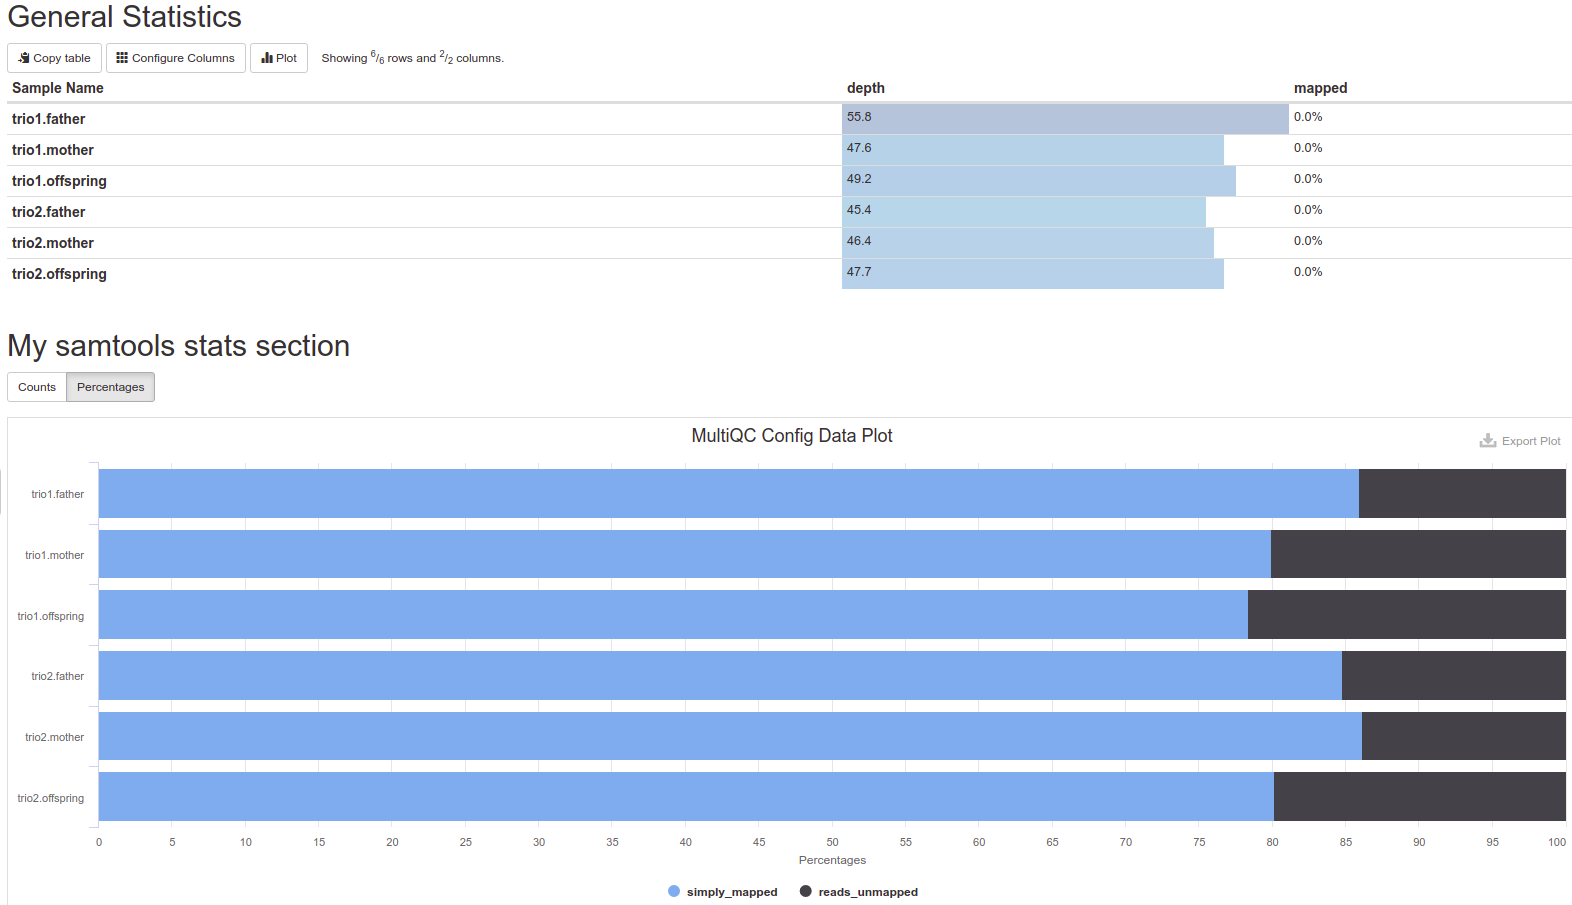 General Statistics
Copy table Configure Columns Plot Showing 6/6 rows and 2/2 columns.
Sample Name depth mapped
trio1.father 55.8 0.0%
trio1.mother 47.6 0.0%
trio1.offspring 49.2 0.0%
trio2.father 45.4 0.0%
trio2.mother 46.4 0.0%
trio2.offspring 47.7 0.0%
My samtools stats section
Counts Percentages
MultiQC Config Data Plot
Export Plot
trio1.father
trio1.mother
trio1.offspring
trio2.father
trio2.mother
trio2.offspring
0 5 10 15 20 25 30 35 40 45 50 55 60 65 70 75 80 85 90 95 100
Percentages
simply_mapped reads_unmapped